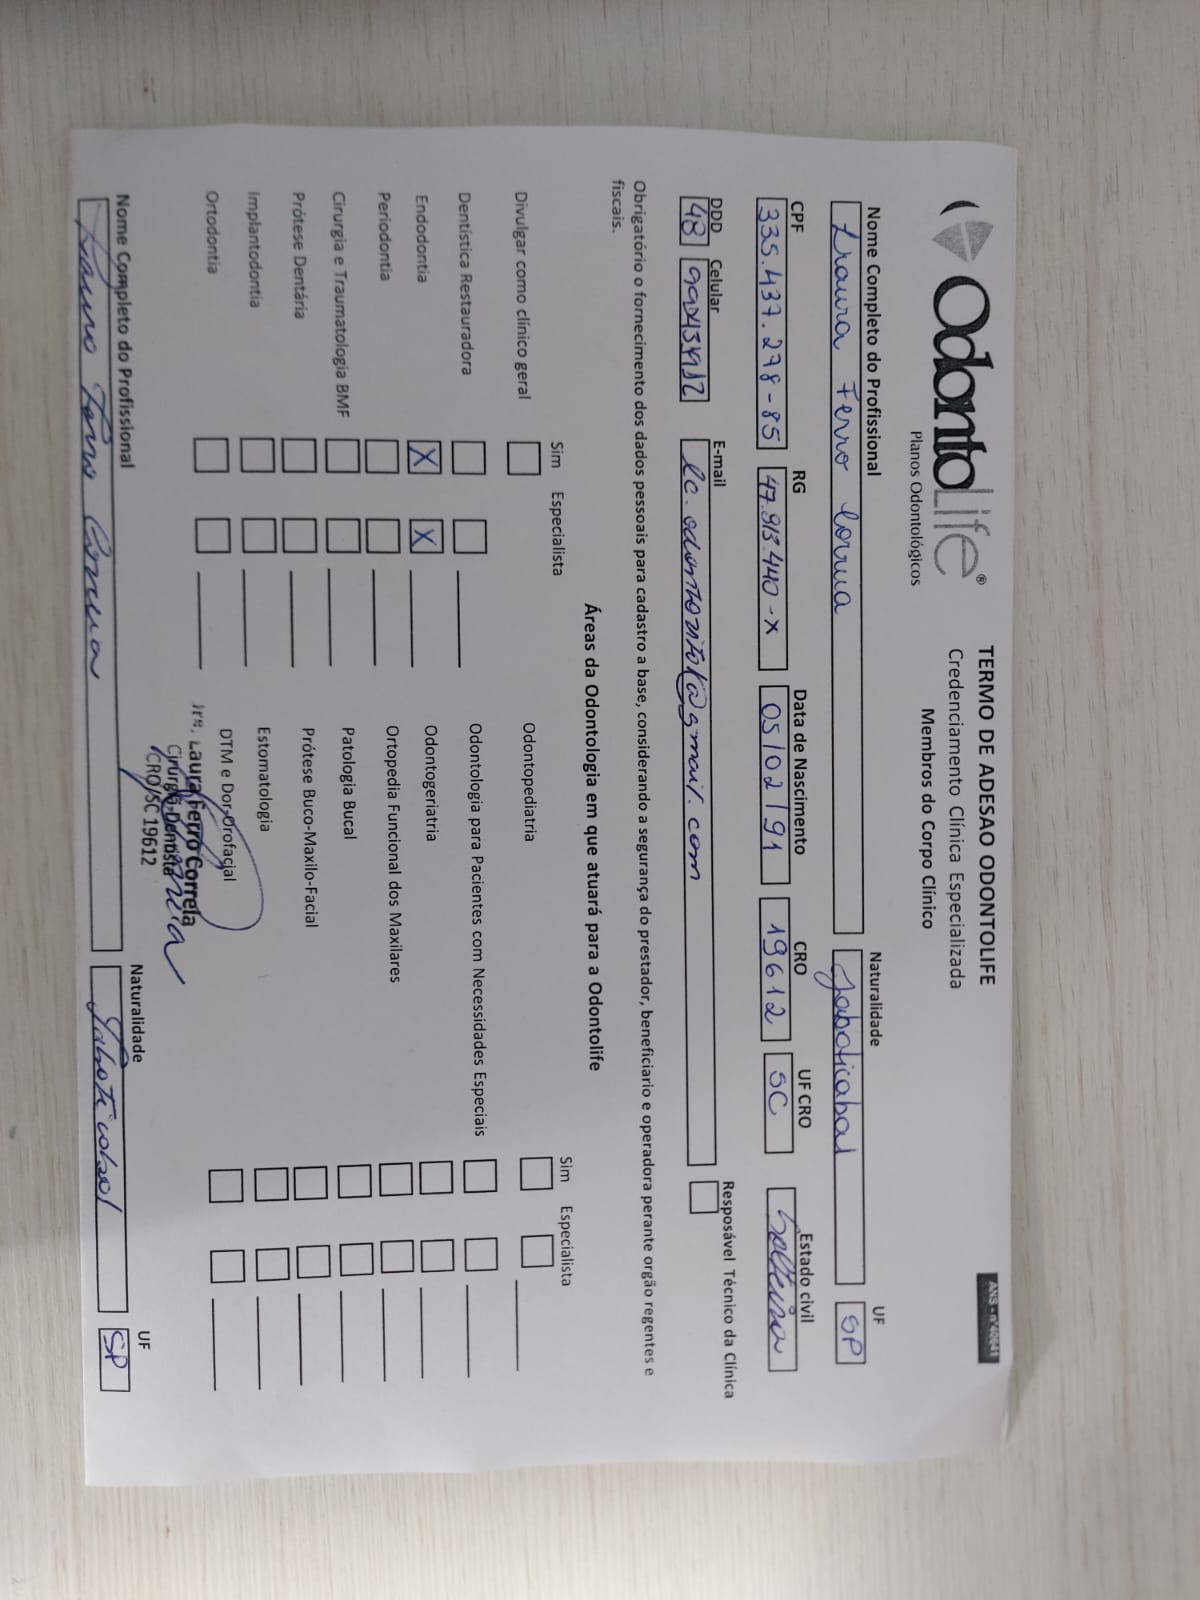 OdontoLife®
Planos Odontológicos
TERMO DE ADESAO ODONTOLIFE
Credenciamento Clínica Especializada
Membros do Corpo Clínico
Nome Completo do Profissional Naturalidade UF
Laura Ferro Correia Jaboticabal SP
CPF RG Data de Nascimento CRO UF CRO Estado civil
335.437.278-85 47.913.440-X 05/02/91 19612 SC Solteira
DDD Celular E-mail Resposável Técnico da Clínica
48 @gmail.com
Obrigatório o fornecimento dos dados pessoais para cadastro a base, considerando a segurança do prestador, beneficiario e operadora perante orgão regentes e
fiscais.
Áreas da Odontologia em que atuará para a Odontolife
Sim Especialista Sim Especialista
Divulgar como clínico geral Odontopediatria
Dentística Restauradora Odontologia para Pacientes com Necessidades Especiais
Endodontia X X Odontogeriatria
Periodontia Ortopedia Funcional dos Maxilares
Cirurgia e Traumatologia BMF Patologia Bucal
Prótese Dentária Prótese Buco-Maxilo-Facial
Implantodontia Estomatologia
Ortodontia DTM e Dor Orofacial
Dra. Laura Ferro Correia
Cirurgiã-Dentista
CRO/SC 19612
Nome Completo do Profissional Naturalidade UF
Laura Ferro Correia Jaboticabal SP